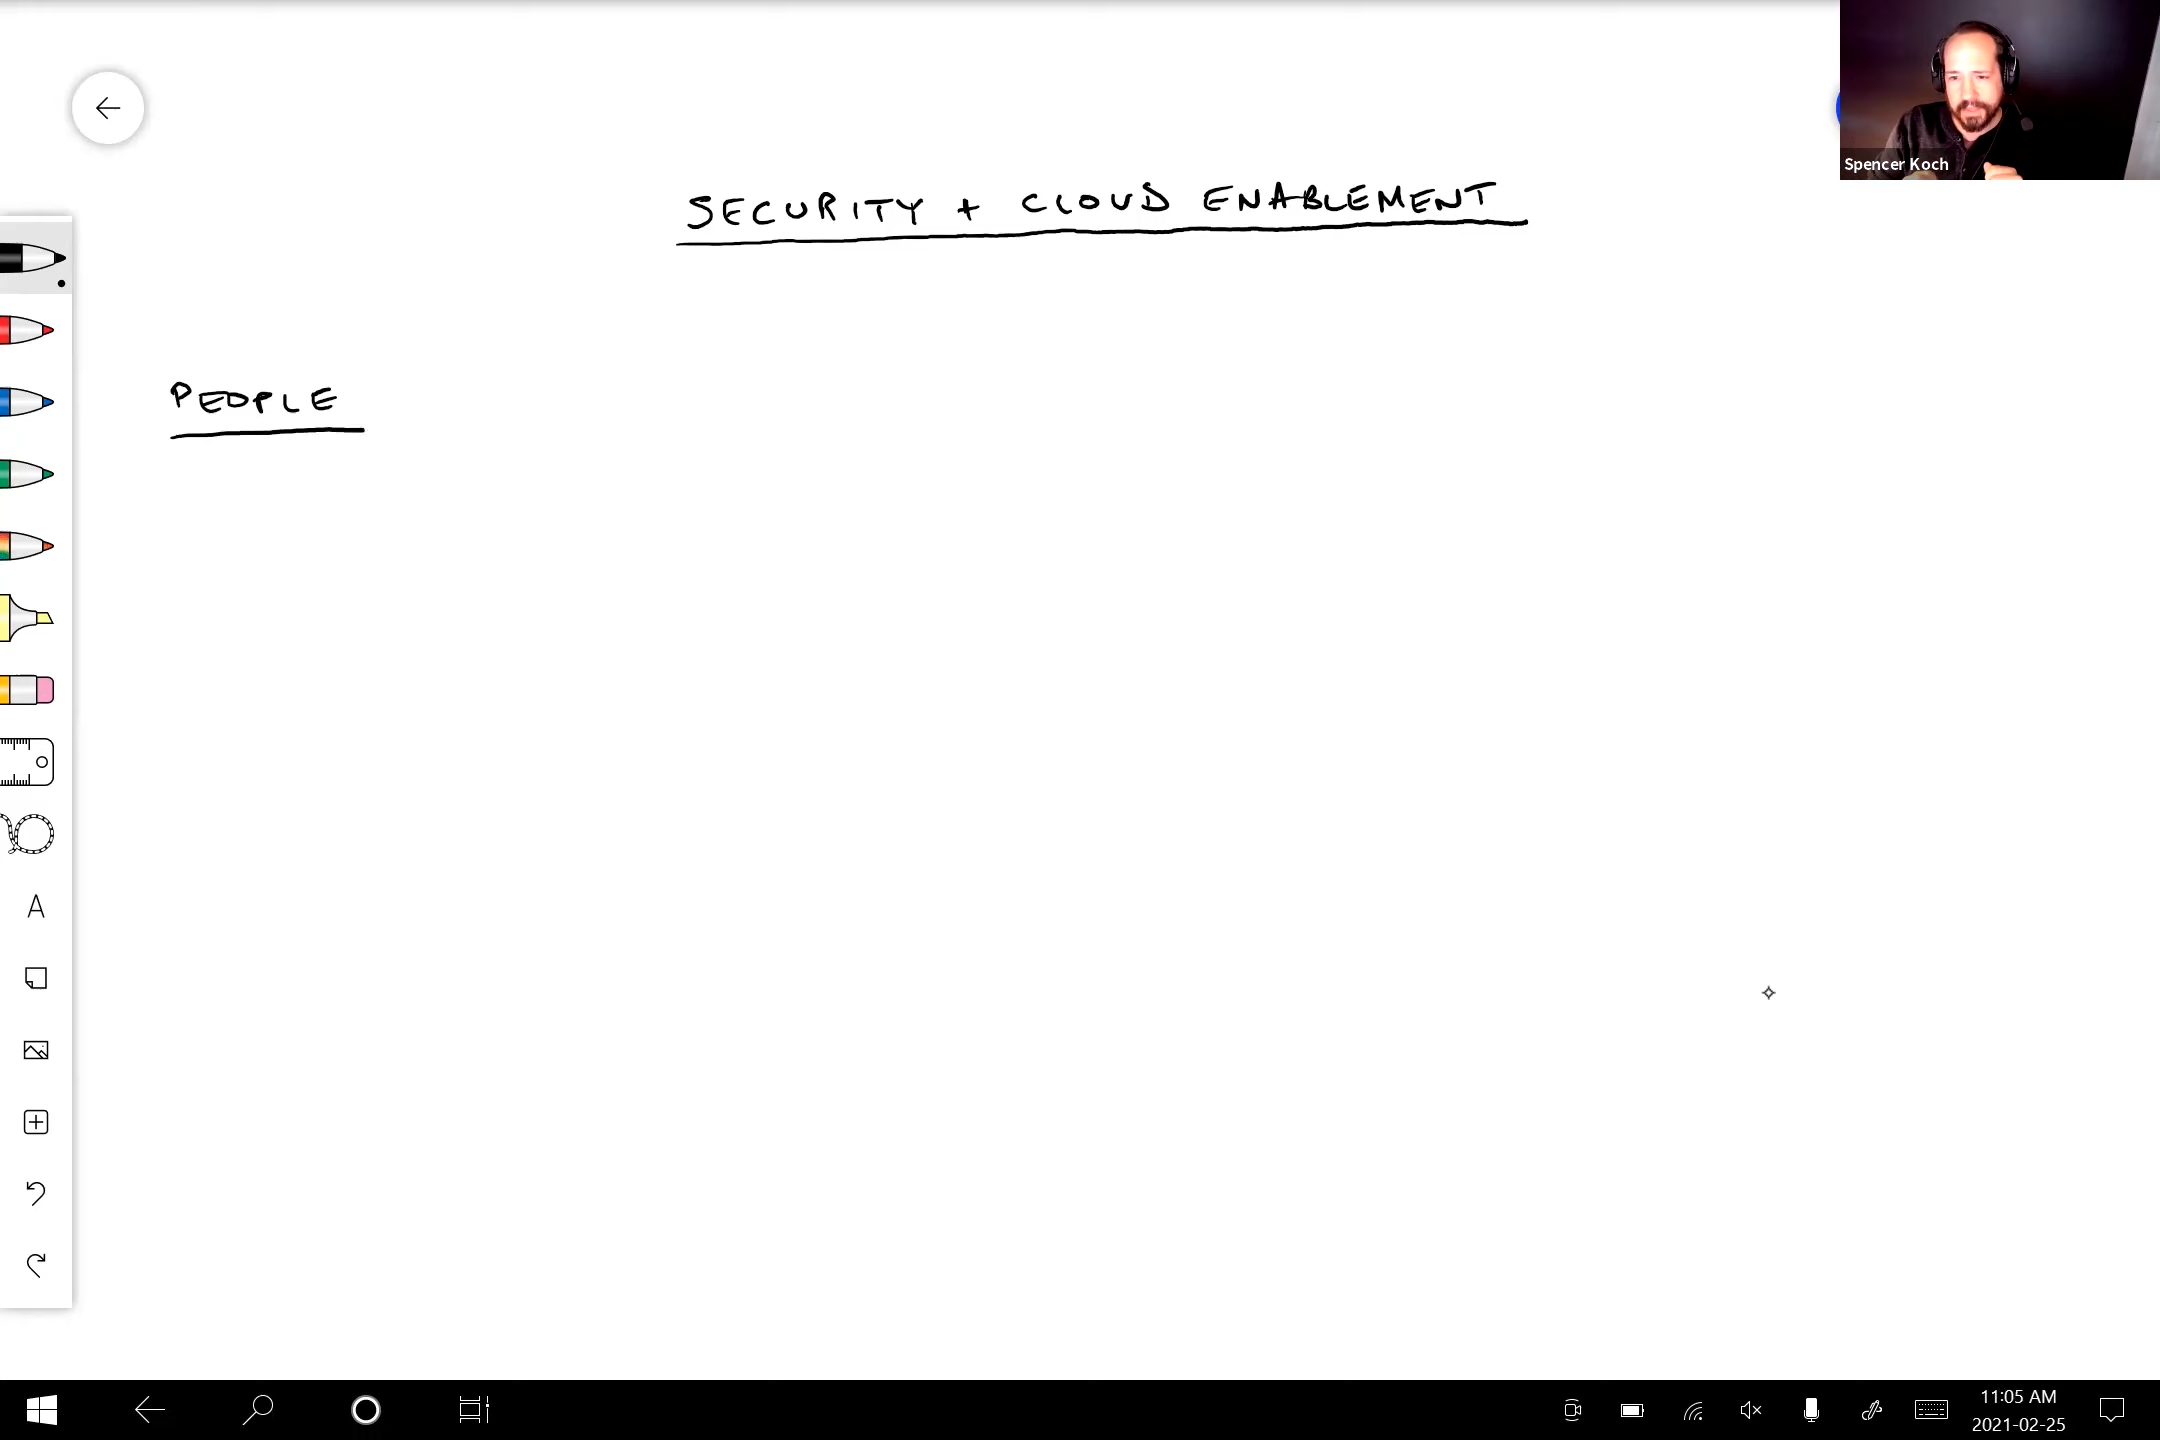 Spencer Koch
SECURITY + CLOUD ENABLEMENT
PEOPLE
A
11:05 AM
2021-02-25